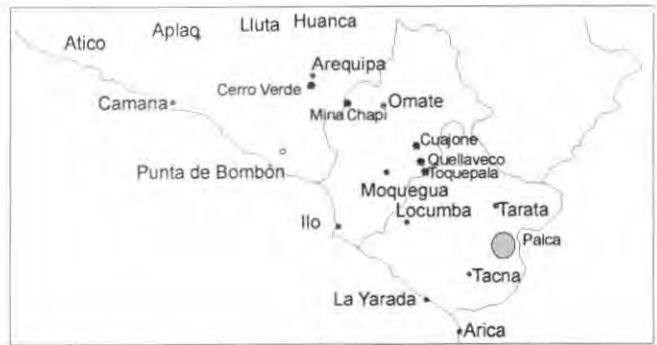 Lluta Huanca
Aplao
Atico
Arequipa
Cerro Verde
Camana
Mina Chapi
Omate
Cuajone
Quellaveco
Punta de Bombón
Toquepala
Moquegua
Locumba
Tarata
Ilo
Palca
Tacna
La Yarada
Arica